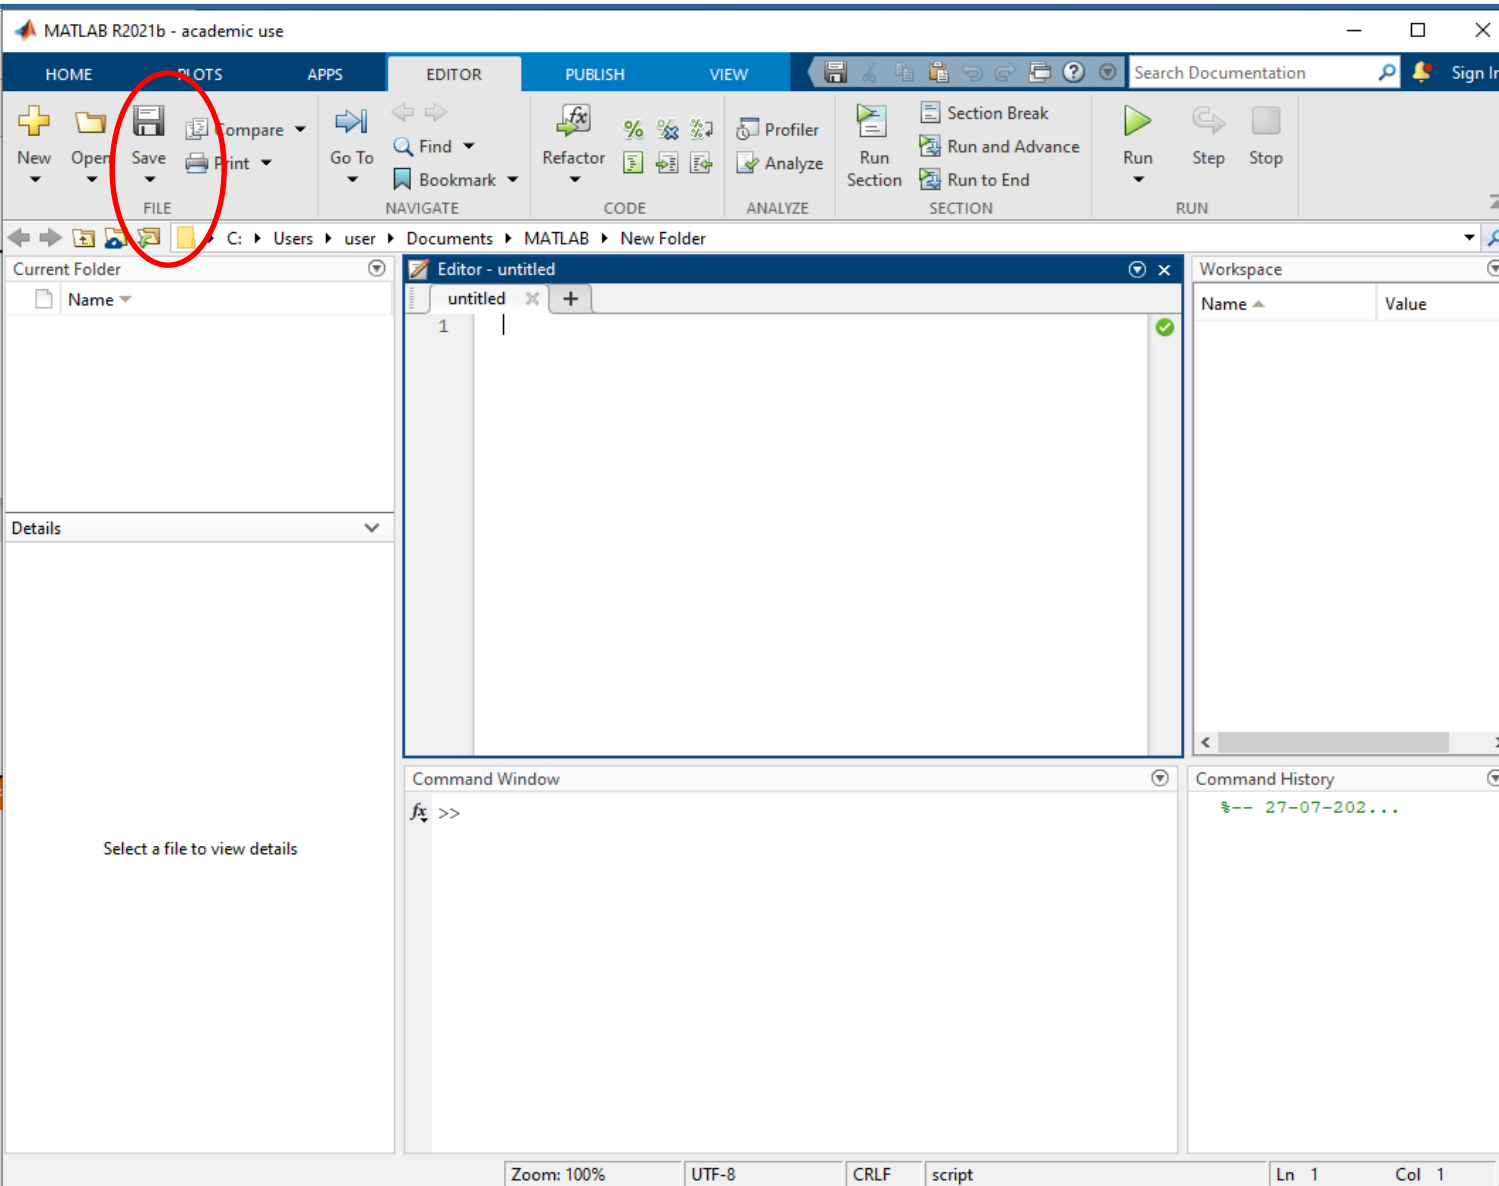 MATLAB R2021b - academic use
HOME PLOTS APPS EDITOR PUBLISH VIEW Search Documentation Sign In
New Open Save Compare Print Go To Find Bookmark Refactor Profiler Analyze Run Section Section Break Run and Advance Run to End Run Step Stop
FILE NAVIGATE CODE ANALYZE SECTION RUN
C: Users user Documents MATLAB New Folder
Current Folder
Name
Details
Select a file to view details
Editor - untitled
untitled +
1
Command Window
fx >>
Workspace
Name Value
Command History
%-- 27-07-202...
Zoom: 100% UTF-8 CRLF script Ln 1 Col 1